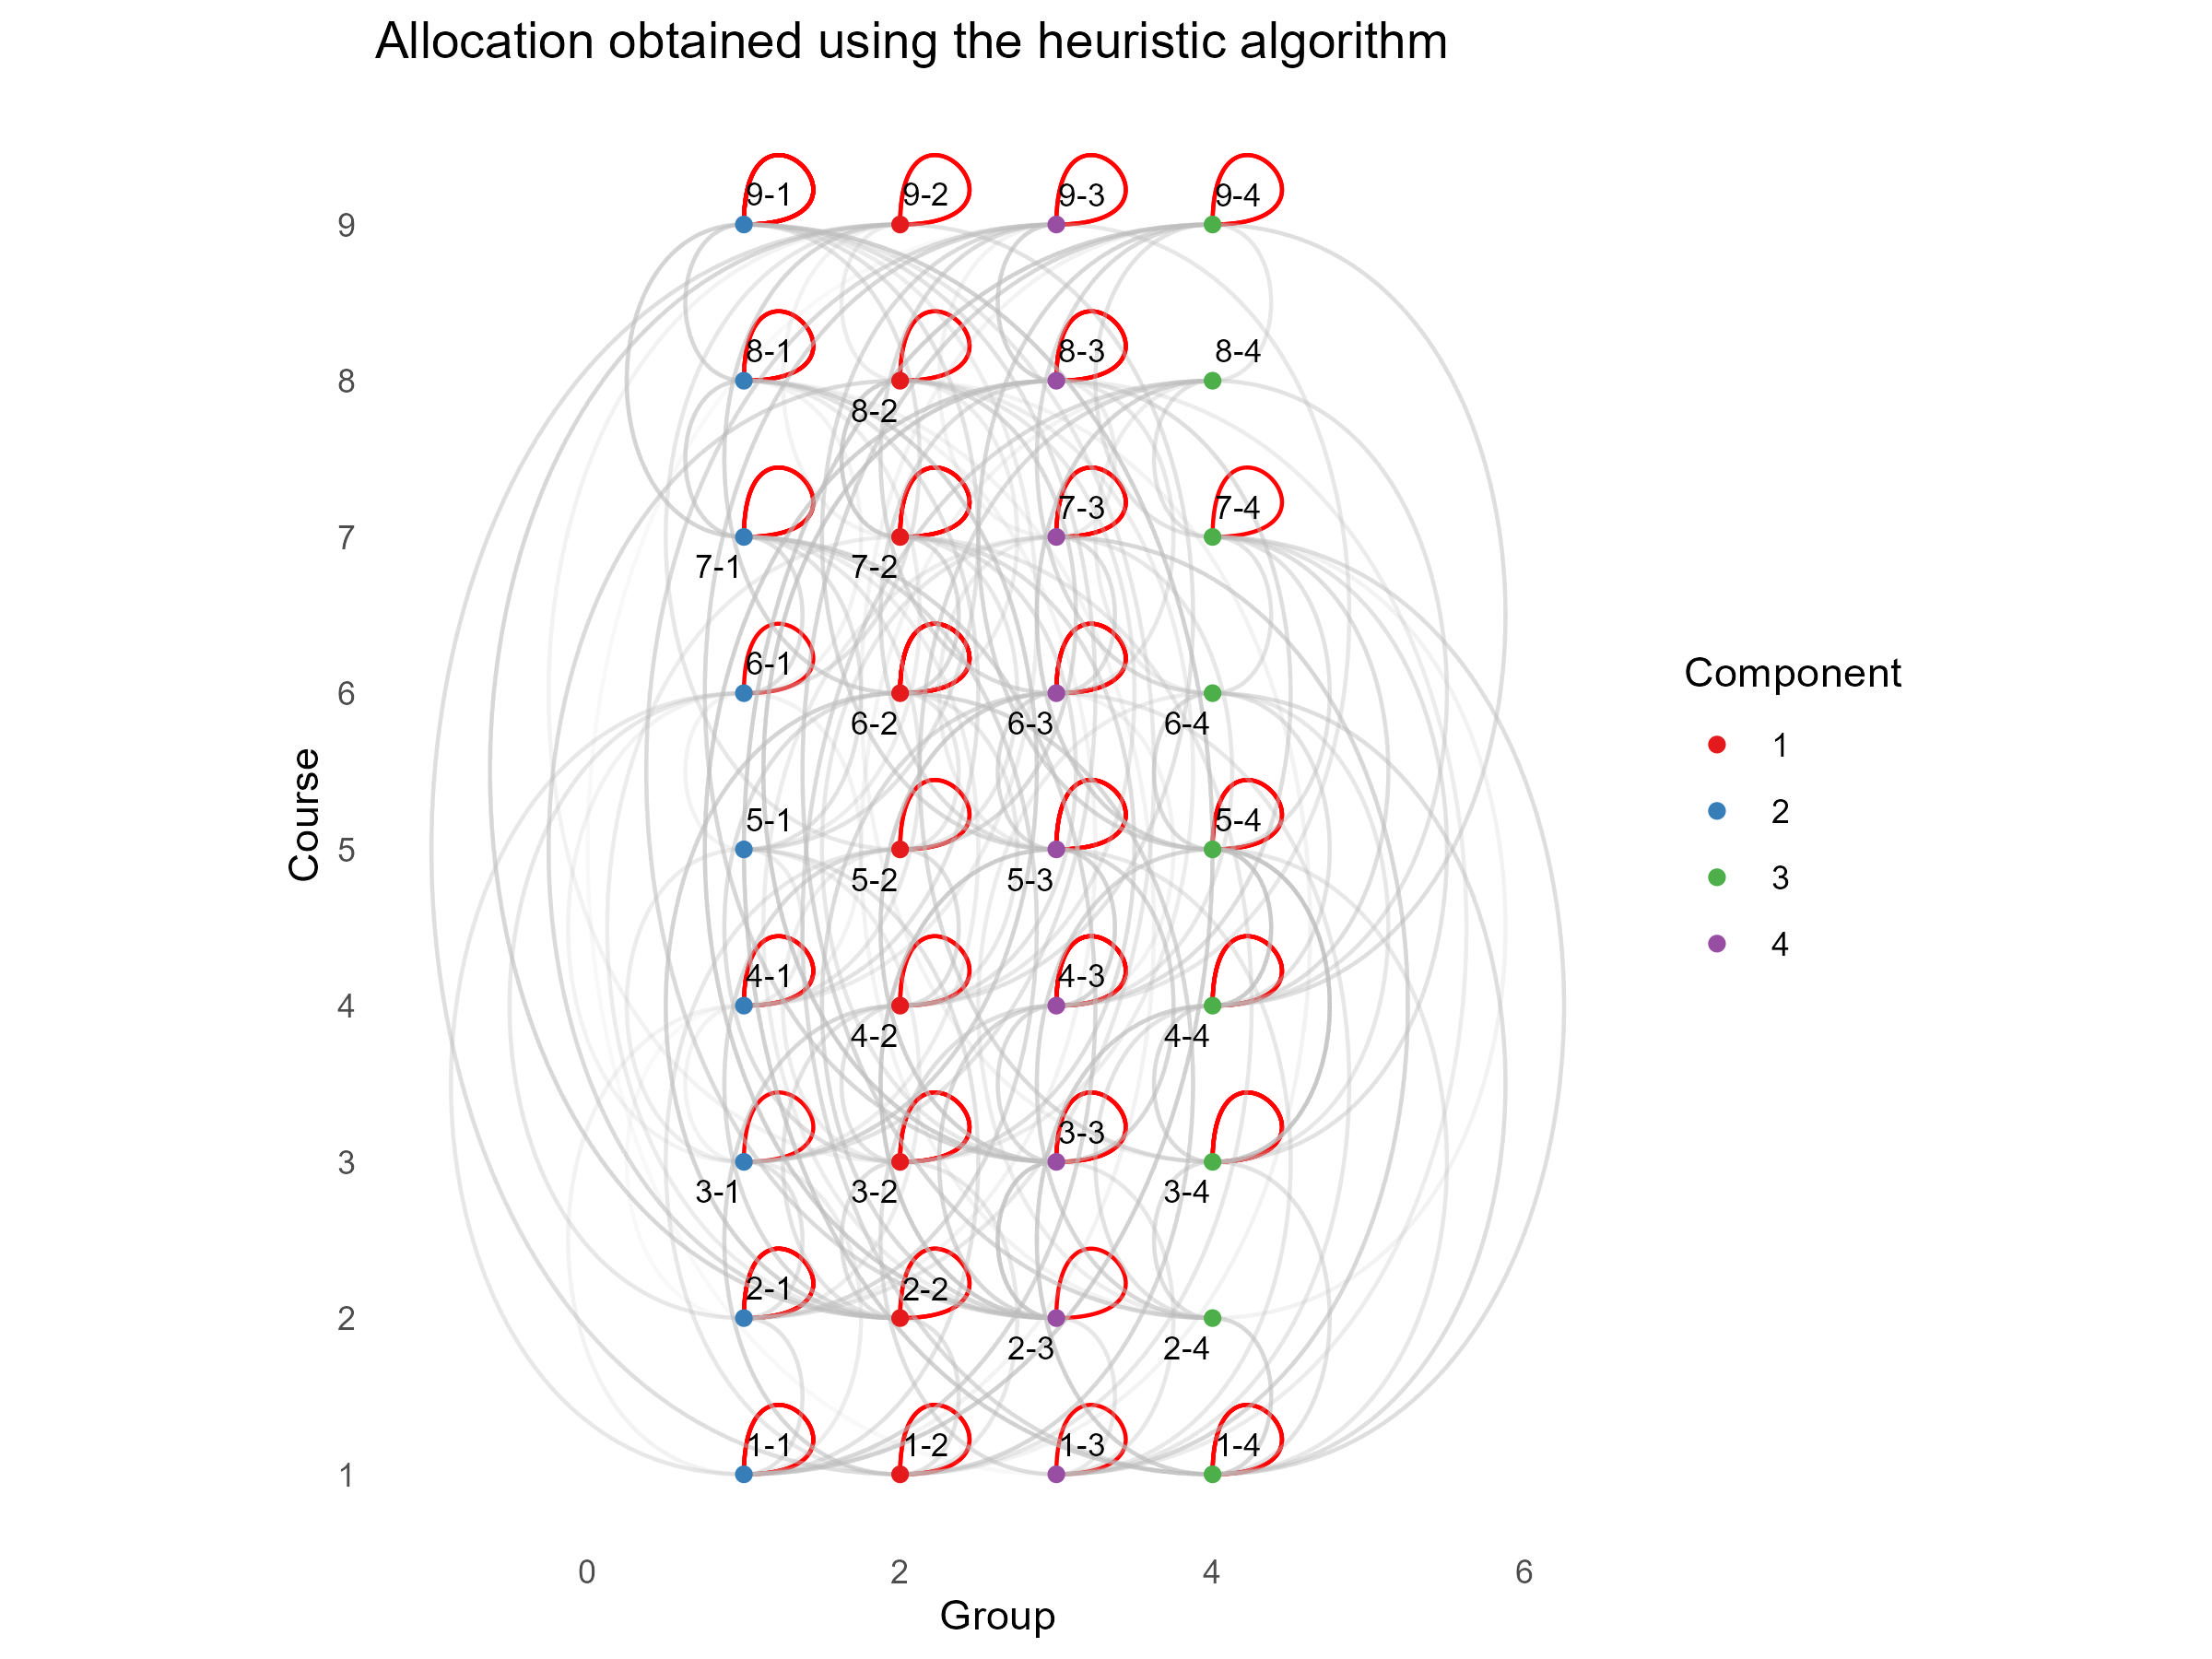 Allocation obtained using the heuristic algorithm
9-1 9-2 9-3 9-4
9
8-1 8-3 8-4
8
8-2
7-3 7-4
7
7-1 7-2
6-1
6
6-2 6-3 6-4
5-1 5-4
5
5-2 5-3
4-1 4-3
4
4-2 4-4
3-3
3
3-1 3-2 3-4
2-1 2-2
2
2-3 2-4
1-1 1-2 1-3 1-4
1
0 2 4 6
Group
Course
Component
1
2
3
4